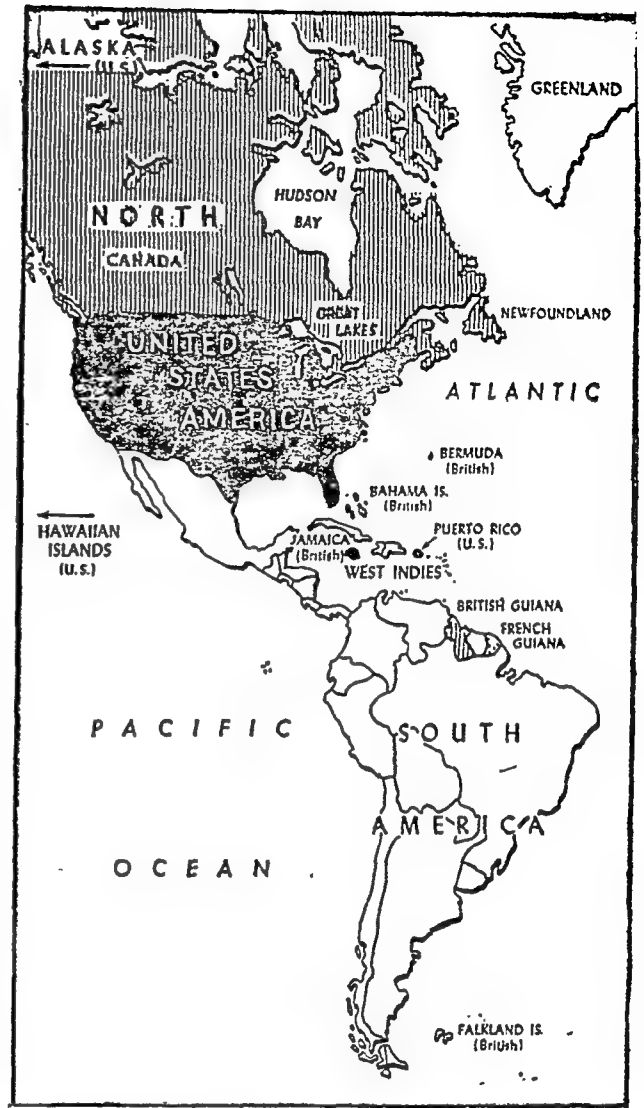 ALASKA
(U.S.)
GREENLAND
HUDSON
BAY
NORTH
CANADA
GREAT
LAKES
NEWFOUNDLAND
UNITED
STATES
AMERICA
ATLANTIC
BERMUDA
(British)
BAHAMA IS.
(British)
HAWAIIAN
ISLANDS
(U.S.)
JAMAICA
(British)
PUERTO RICO
(U.S.)
WEST INDIES
BRITISH GUIANA
FRENCH
GUIANA
PACIFIC
SOUTH
AMERICA
OCEAN
FALKLAND IS.
(British)